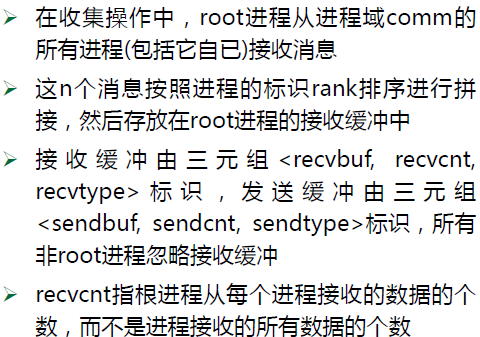 ➢ 在收集操作中，root进程从进程域comm的
所有进程(包括它自已)接收消息
➢ 这n个消息按照进程的标识rank排序进行拼
接，然后存放在root进程的接收缓冲中
➢ 接收缓冲由三元组<recvbuf, recvcnt,
recvtype>标识，发送缓冲由三元组
<sendbuf, sendcnt, sendtype>标识，所有
非root进程忽略接收缓冲
➢ recvcnt指根进程从每个进程接收的数据的个
数，而不是进程接收的所有数据的个数